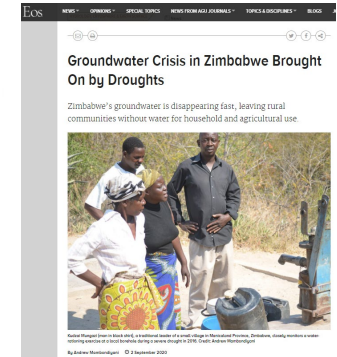 Eos
NEWS OPINIONS SPECIAL TOPICS NEWS FROM AGU JOURNALS TOPICS & DISCIPLINES BLOGS
Groundwater Crisis in Zimbabwe Brought
On by Droughts
Zimbabwe's groundwater is disappearing fast, leaving rural
communities without water for household and agricultural use
Kudzai Mangazi (man in black shirt), a traditional leader of a small village in Manicaland Province, Zimbabwe, closely monitors a water-
rationing exercise at a local borehole during a severe drought in 2016. Credit: Andrew Mambondiyani
By Andrew Mambondiyani 2 September 2020